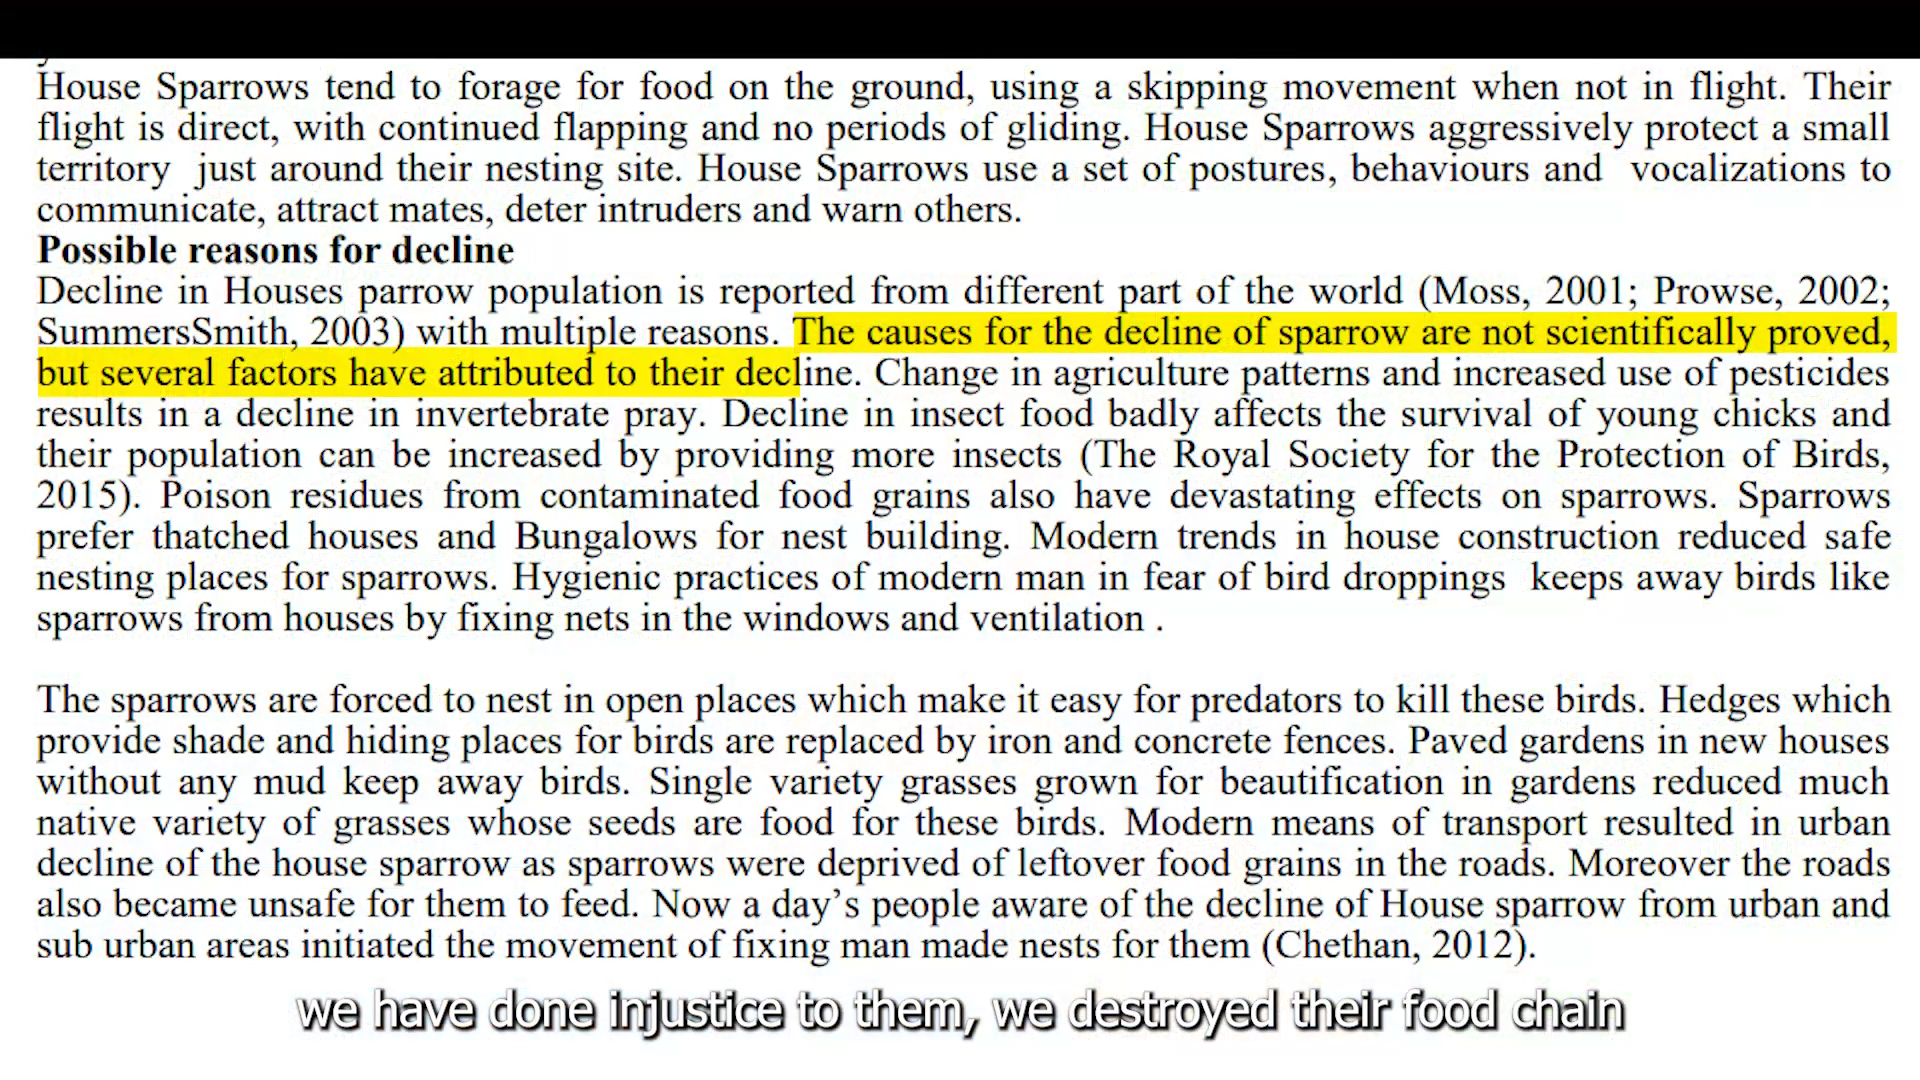 House Sparrows tend to forage for food on the ground, using a skipping movement when not in flight. Their
flight is direct, with continued flapping and no periods of gliding. House Sparrows aggressively protect a small
territory just around their nesting site. House Sparrows use a set of postures, behaviours and vocalizations to
communicate, attract mates, deter intruders and warn others.
Possible reasons for decline
Decline in Houses parrow population is reported from different part of the world (Moss, 2001; Prowse, 2002;
SummersSmith, 2003) with multiple reasons. The causes for the decline of sparrow are not scientifically proved,
but several factors have attributed to their decline. Change in agriculture patterns and increased use of pesticides
results in a decline in invertebrate pray. Decline in insect food badly affects the survival of young chicks and
their population can be increased by providing more insects (The Royal Society for the Protection of Birds,
2015). Poison residues from contaminated food grains also have devastating effects on sparrows. Sparrows
prefer thatched houses and Bungalows for nest building. Modern trends in house construction reduced safe
nesting places for sparrows. Hygienic practices of modern man in fear of bird droppings keeps away birds like
sparrows from houses by fixing nets in the windows and ventilation .
The sparrows are forced to nest in open places which make it easy for predators to kill these birds. Hedges which
provide shade and hiding places for birds are replaced by iron and concrete fences. Paved gardens in new houses
without any mud keep away birds. Single variety grasses grown for beautification in gardens reduced much
native variety of grasses whose seeds are food for these birds. Modern means of transport resulted in urban
decline of the house sparrow as sparrows were deprived of leftover food grains in the roads. Moreover the roads
also became unsafe for them to feed. Now a day’s people aware of the decline of House sparrow from urban and
sub urban areas initiated the movement of fixing man made nests for them (Chethan, 2012).
we have done injustice to them, we destroyed their food chain